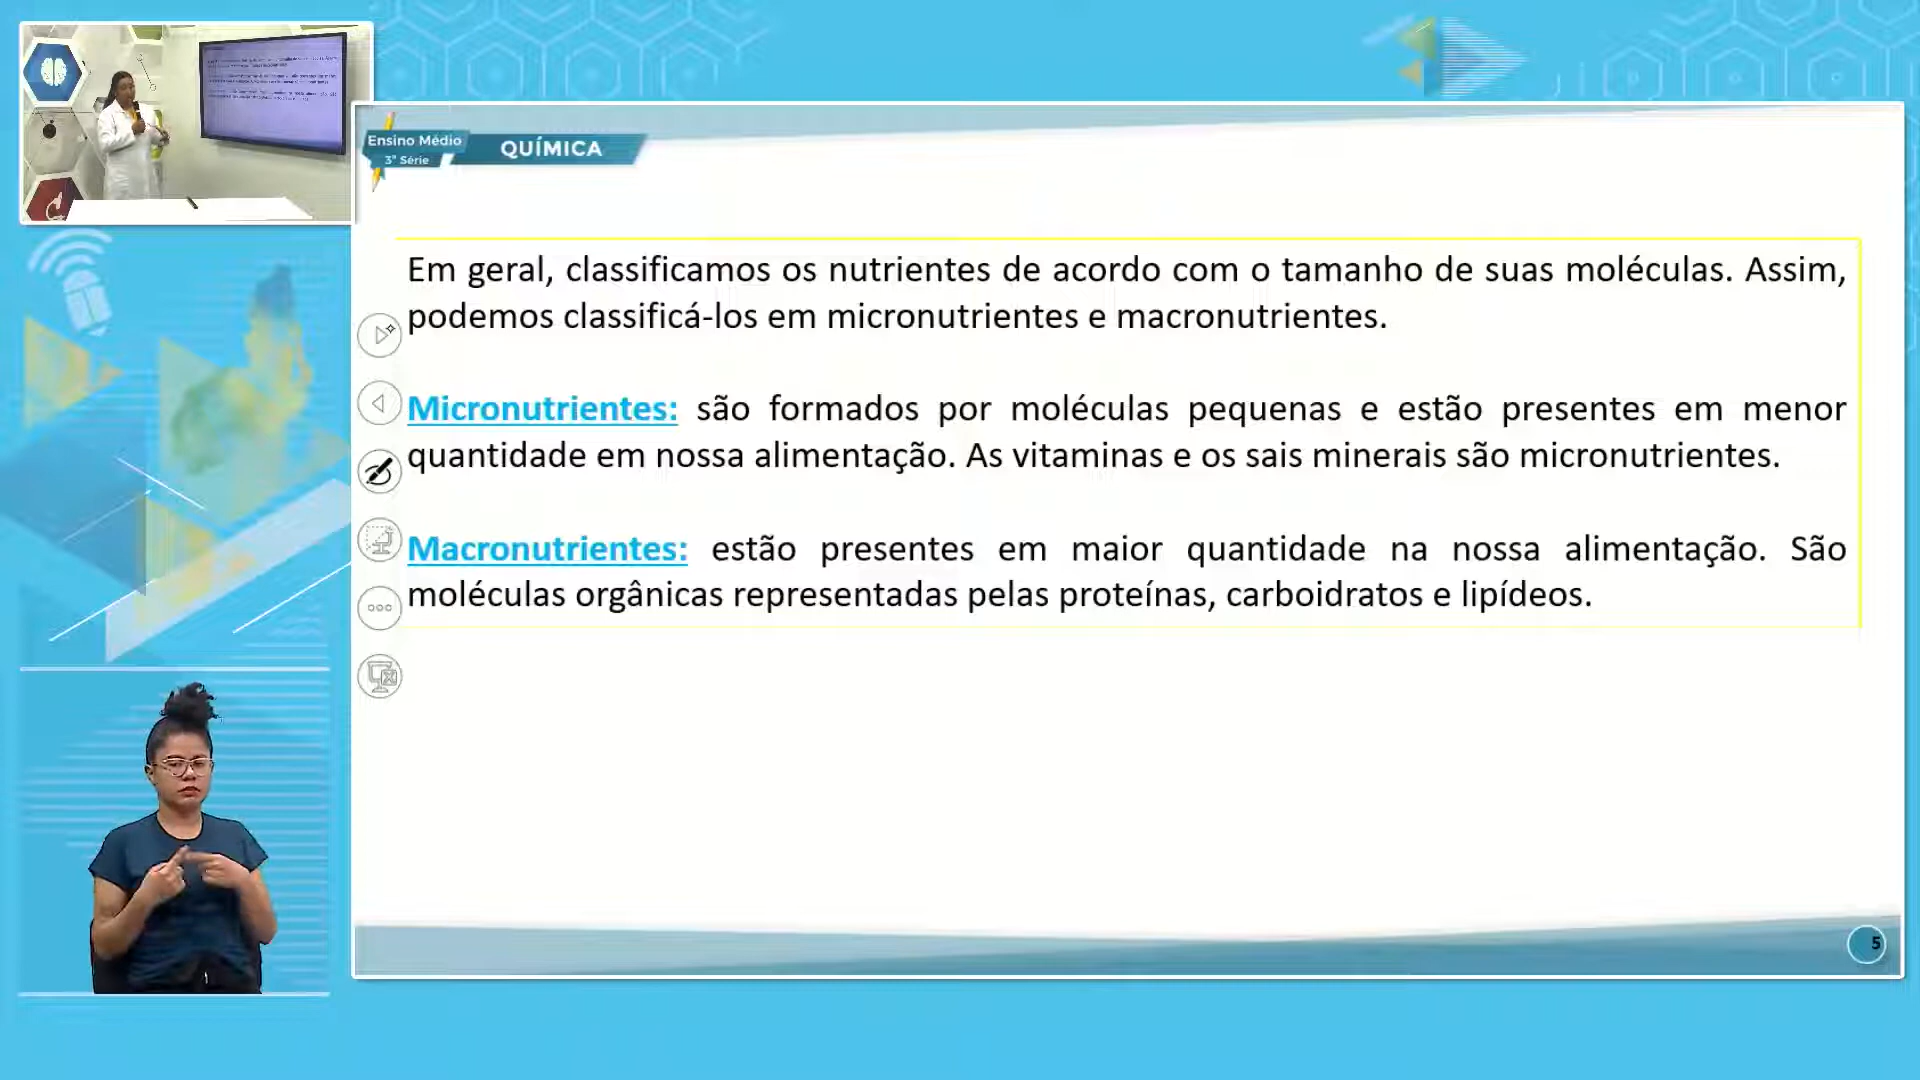 Ensino Médio
3ª Série
QUÍMICA
Em geral, classificamos os nutrientes de acordo com o tamanho de suas moléculas. Assim,
podemos classificá-los em micronutrientes e macronutrientes.
Micronutrientes: são formados por moléculas pequenas e estão presentes em menor
quantidade em nossa alimentação. As vitaminas e os sais minerais são micronutrientes.
Macronutrientes: estão presentes em maior quantidade na nossa alimentação. São
moléculas orgânicas representadas pelas proteínas, carboidratos e lipídeos.
5